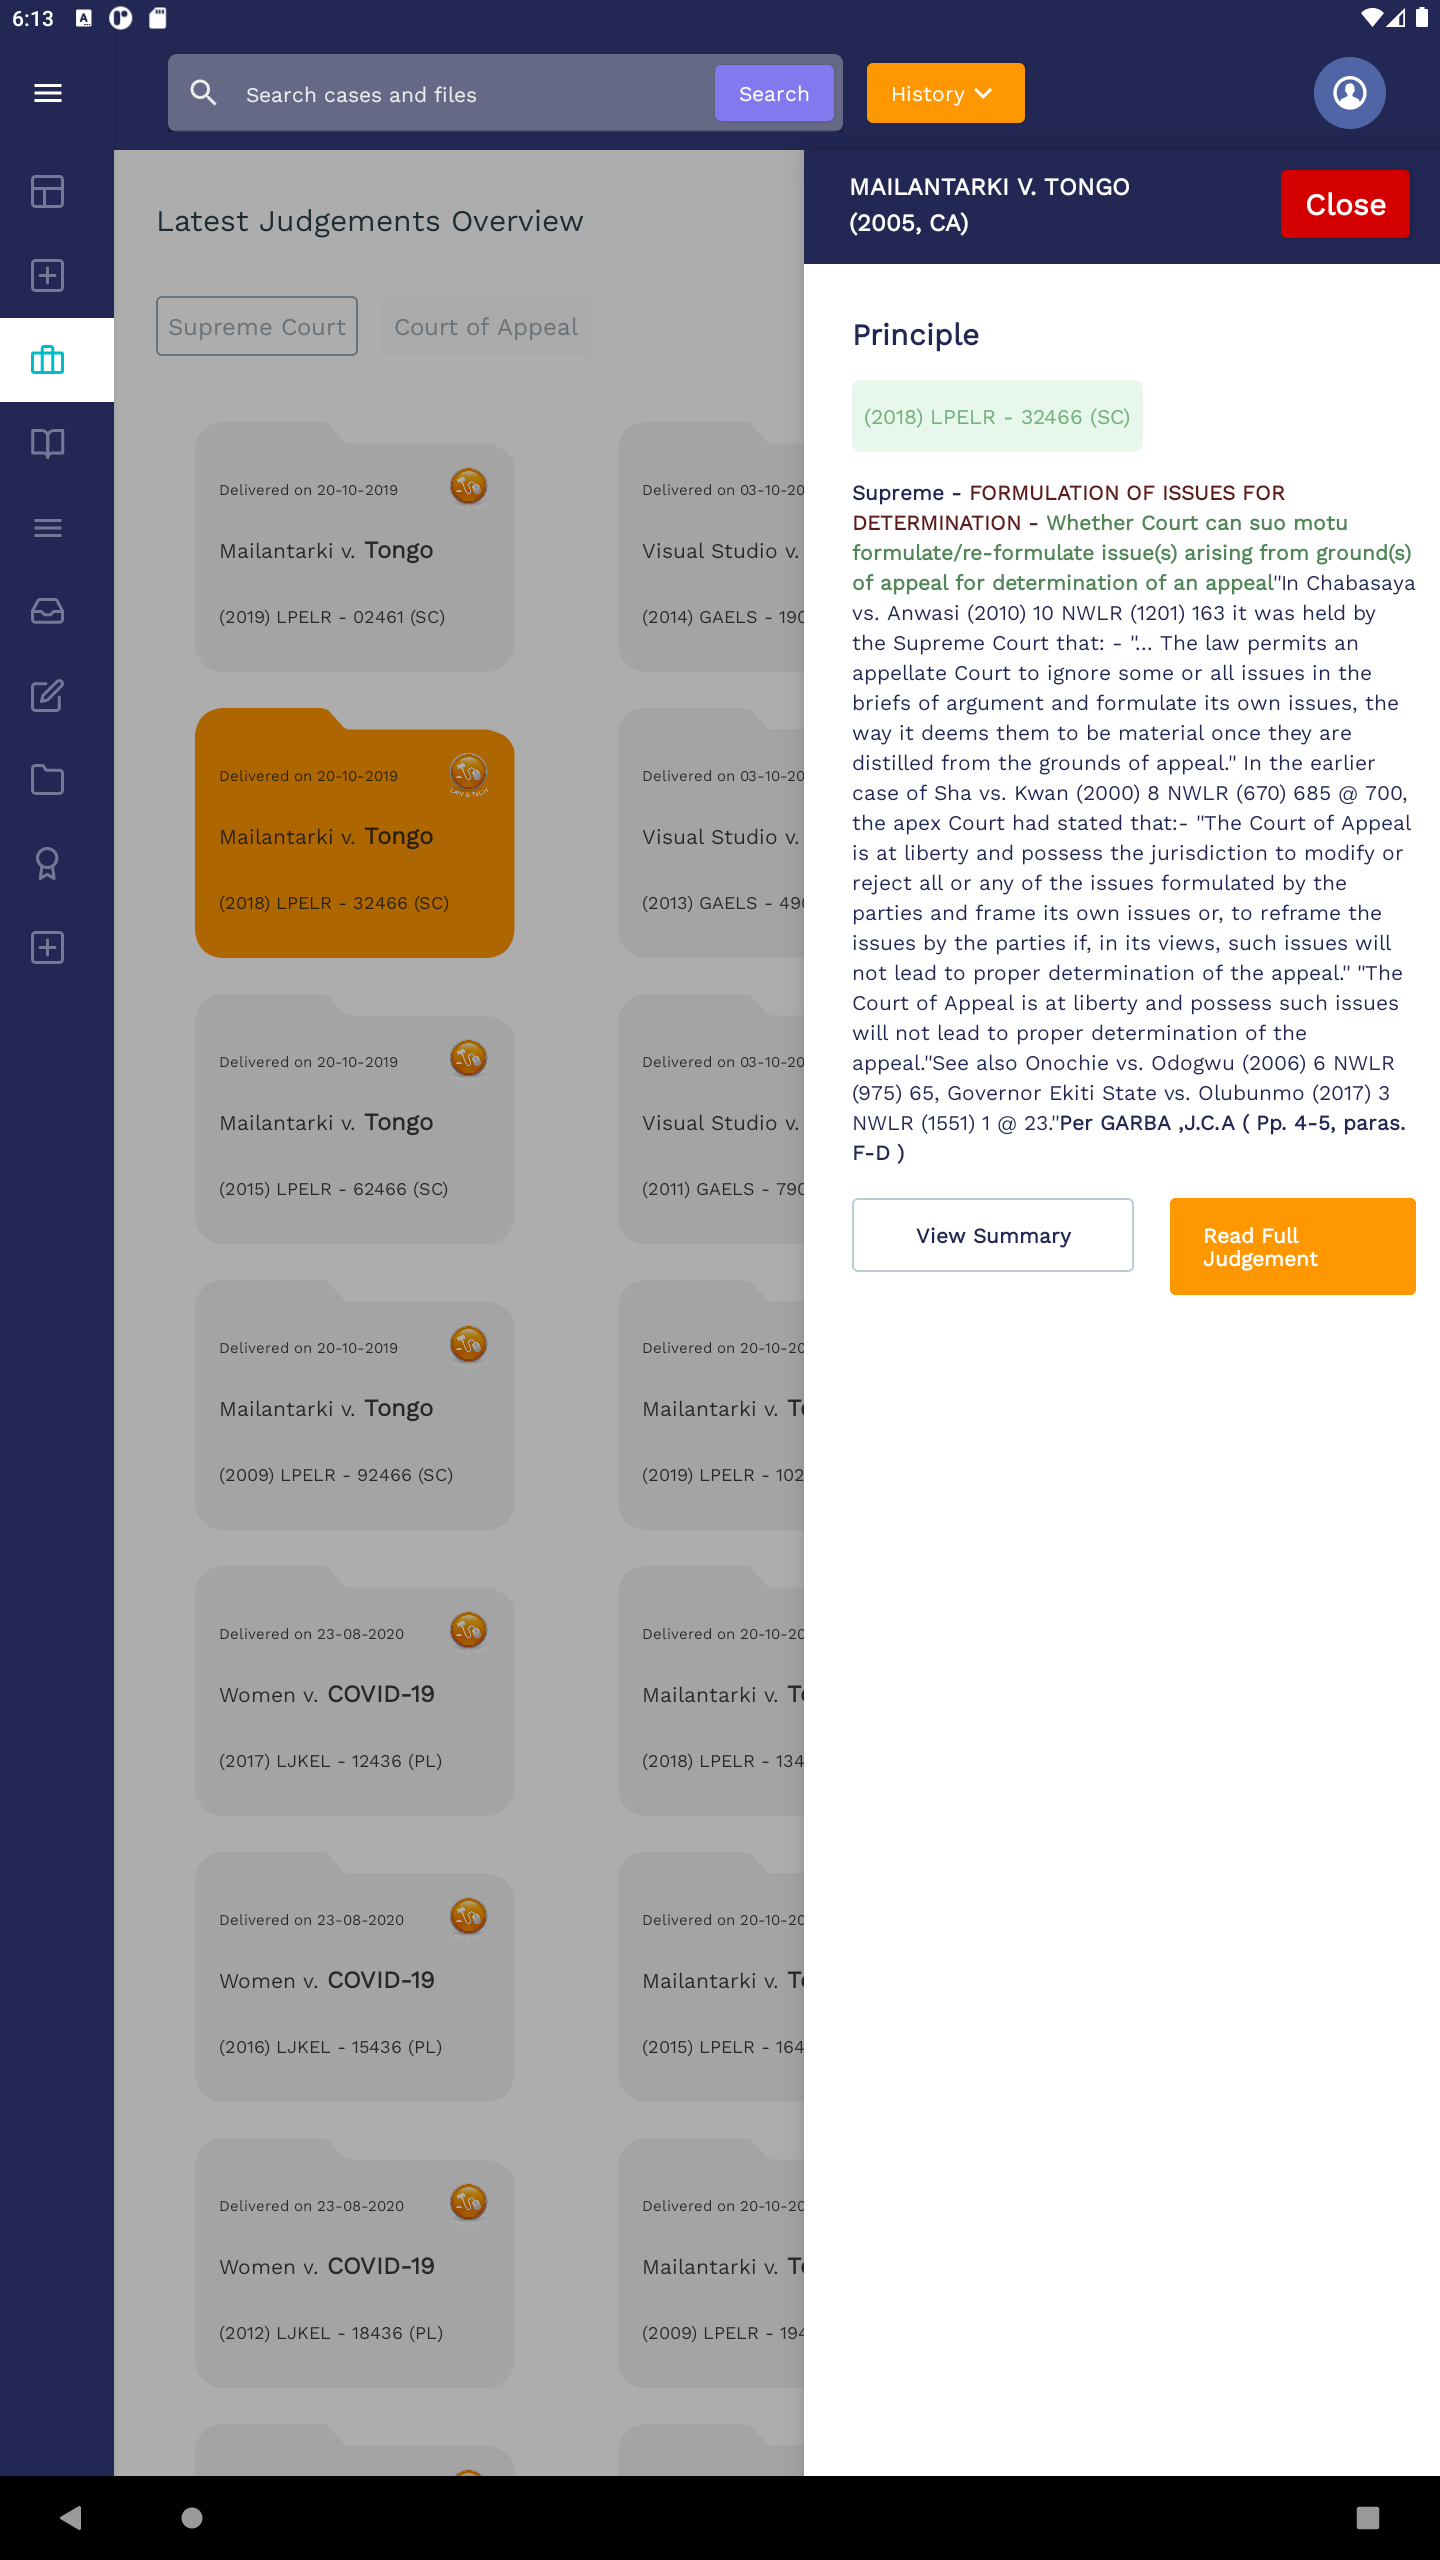 6:13
Search cases and files
Search
History
Latest Judgements Overview
Supreme Court
Court of Appeal
Delivered on 20-10-2019
Mailantarki v. Tongo
(2019) LPELR - 02461 (SC)
Delivered on 03-10-20
Visual Studio v.
(2014) GAELS - 190
Delivered on 20-10-2019
LAW & TECH
Mailantarki v. Tongo
(2018) LPELR - 32466 (SC)
Delivered on 03-10-20
Visual Studio v.
(2013) GAELS - 490
Delivered on 20-10-2019
Mailantarki v. Tongo
(2015) LPELR - 62466 (SC)
Delivered on 03-10-20
Visual Studio v.
(2011) GAELS - 790
Delivered on 20-10-2019
Mailantarki v. Tongo
(2009) LPELR - 92466 (SC)
Delivered on 20-10-20
Mailantarki v.
(2019) LPELR - 102
Delivered on 23-08-2020
Women v. COVID-19
(2017) LJKEL - 12436 (PL)
Delivered on 20-10-20
Mailantarki v.
(2018) LPELR - 134
Delivered on 23-08-2020
Women v. COVID-19
(2016) LJKEL - 15436 (PL)
Delivered on 20-10-20
Mailantarki v.
(2015) LPELR - 164
Delivered on 23-08-2020
Women v. COVID-19
(2012) LJKEL - 18436 (PL)
Delivered on 20-10-20
Mailantarki v.
(2009) LPELR - 194
MAILANTARKI V. TONGO
(2005, CA)
Close
Principle
(2018) LPELR - 32466 (SC)
Supreme - FORMULATION OF ISSUES FOR
DETERMINATION - Whether Court can suo motu
formulate/re-formulate issue(s) arising from ground(s)
of appeal for determination of an appeal"In Chabasaya
vs. Anwasi (2010) 10 NWLR (1201) 163 it was held by
the Supreme Court that: - "... The law permits an
appellate Court to ignore some or all issues in the
briefs of argument and formulate its own issues, the
way it deems them to be material once they are
distilled from the grounds of appeal." In the earlier
case of Sha vs. Kwan (2000) 8 NWLR (670) 685 @ 700,
the apex Court had stated that:- "The Court of Appeal
is at liberty and possess the jurisdiction to modify or
reject all or any of the issues formulated by the
parties and frame its own issues or, to reframe the
issues by the parties if, in its views, such issues will
not lead to proper determination of the appeal." "The
Court of Appeal is at liberty and possess such issues
will not lead to proper determination of the
appeal."See also Onochie vs. Odogwu (2006) 6 NWLR
(975) 65, Governor Ekiti State vs. Olubunmo (2017) 3
NWLR (1551) 1 @ 23."Per GARBA ,J.C.A ( Pp. 4-5, paras.
F-D )
View Summary
Read Full
Judgement